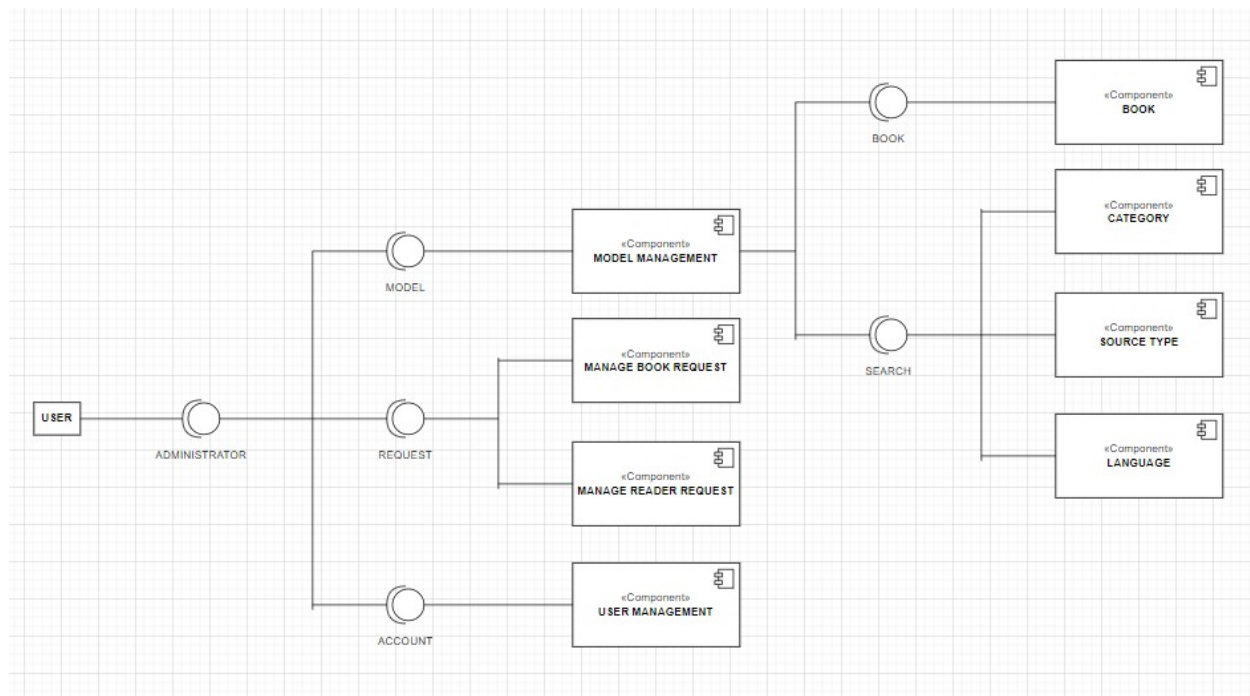 «Component»
BOOK
BOOK
«Component»
CATEGORY
«Component»
MODEL MANAGEMENT
MODEL
«Component»
SOURCE TYPE
SEARCH
«Component»
MANAGE BOOK REQUEST
USER
ADMINISTRATOR
REQUEST
«Component»
LANGUAGE
«Component»
MANAGE READER REQUEST
«Component»
USER MANAGEMENT
ACCOUNT